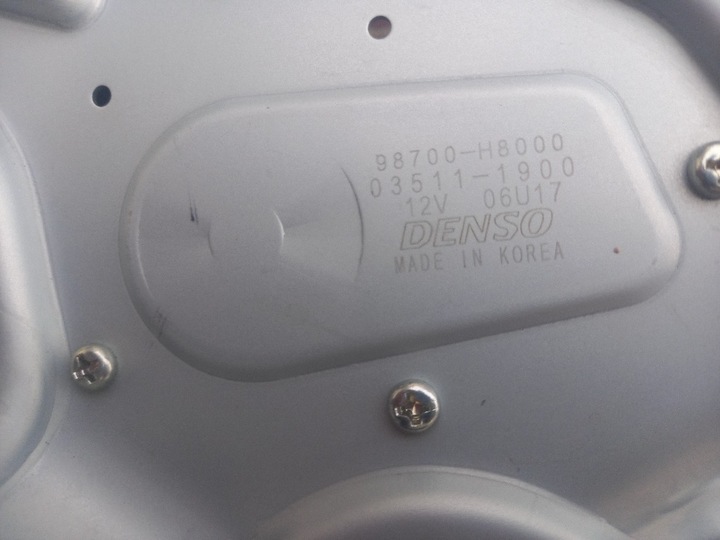 98700-H8000
03511-1900
12V 06U17
DENSO
MADE IN KOREA